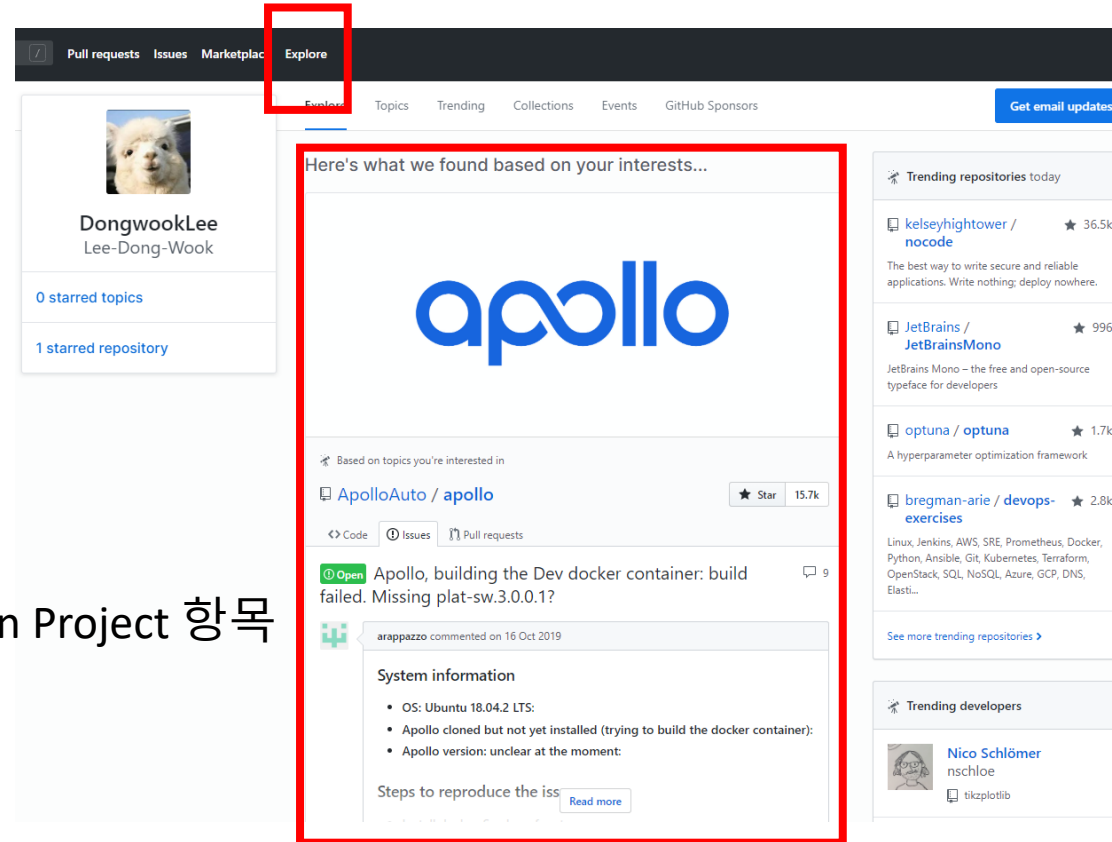 / Pull requests Issues Marketplac Explore
Explore Topics Trending Collections Events GitHub Sponsors
Get email updates
DongwookLee
Lee-Dong-Wook
0 starred topics
1 starred repository
n Project 항목
Here's what we found based on your interests...
apollo
Based on topics you're interested in
ApolloAuto / apollo
Star 15.7k
Code Issues Pull requests
Open Apollo, building the Dev docker container: build 9
failed. Missing plat-sw.3.0.0.1?
arappazzo commented on 16 Oct 2019
System information
• OS: Ubuntu 18.04.2 LTS:
• Apollo cloned but not yet installed (trying to build the docker container):
• Apollo version: unclear at the moment:
Steps to reproduce the iss
Read more
Trending repositories today
kelseyhightower / 36.5k
nocode
The best way to write secure and reliable
applications. Write nothing; deploy nowhere.
JetBrains / 996
JetBrainsMono
JetBrains Mono – the free and open-source
typeface for developers
optuna / optuna 1.7k
A hyperparameter optimization framework
bregman-arie / devops- 2.8k
exercises
Linux, Jenkins, AWS, SRE, Prometheus, Docker,
Python, Ansible, Git, Kubernetes, Terraform,
OpenStack, SQL, NoSQL, Azure, GCP, DNS,
Elasti...
See more trending repositories
Trending developers
Nico Schlömer
nschloe
tikzplotlib